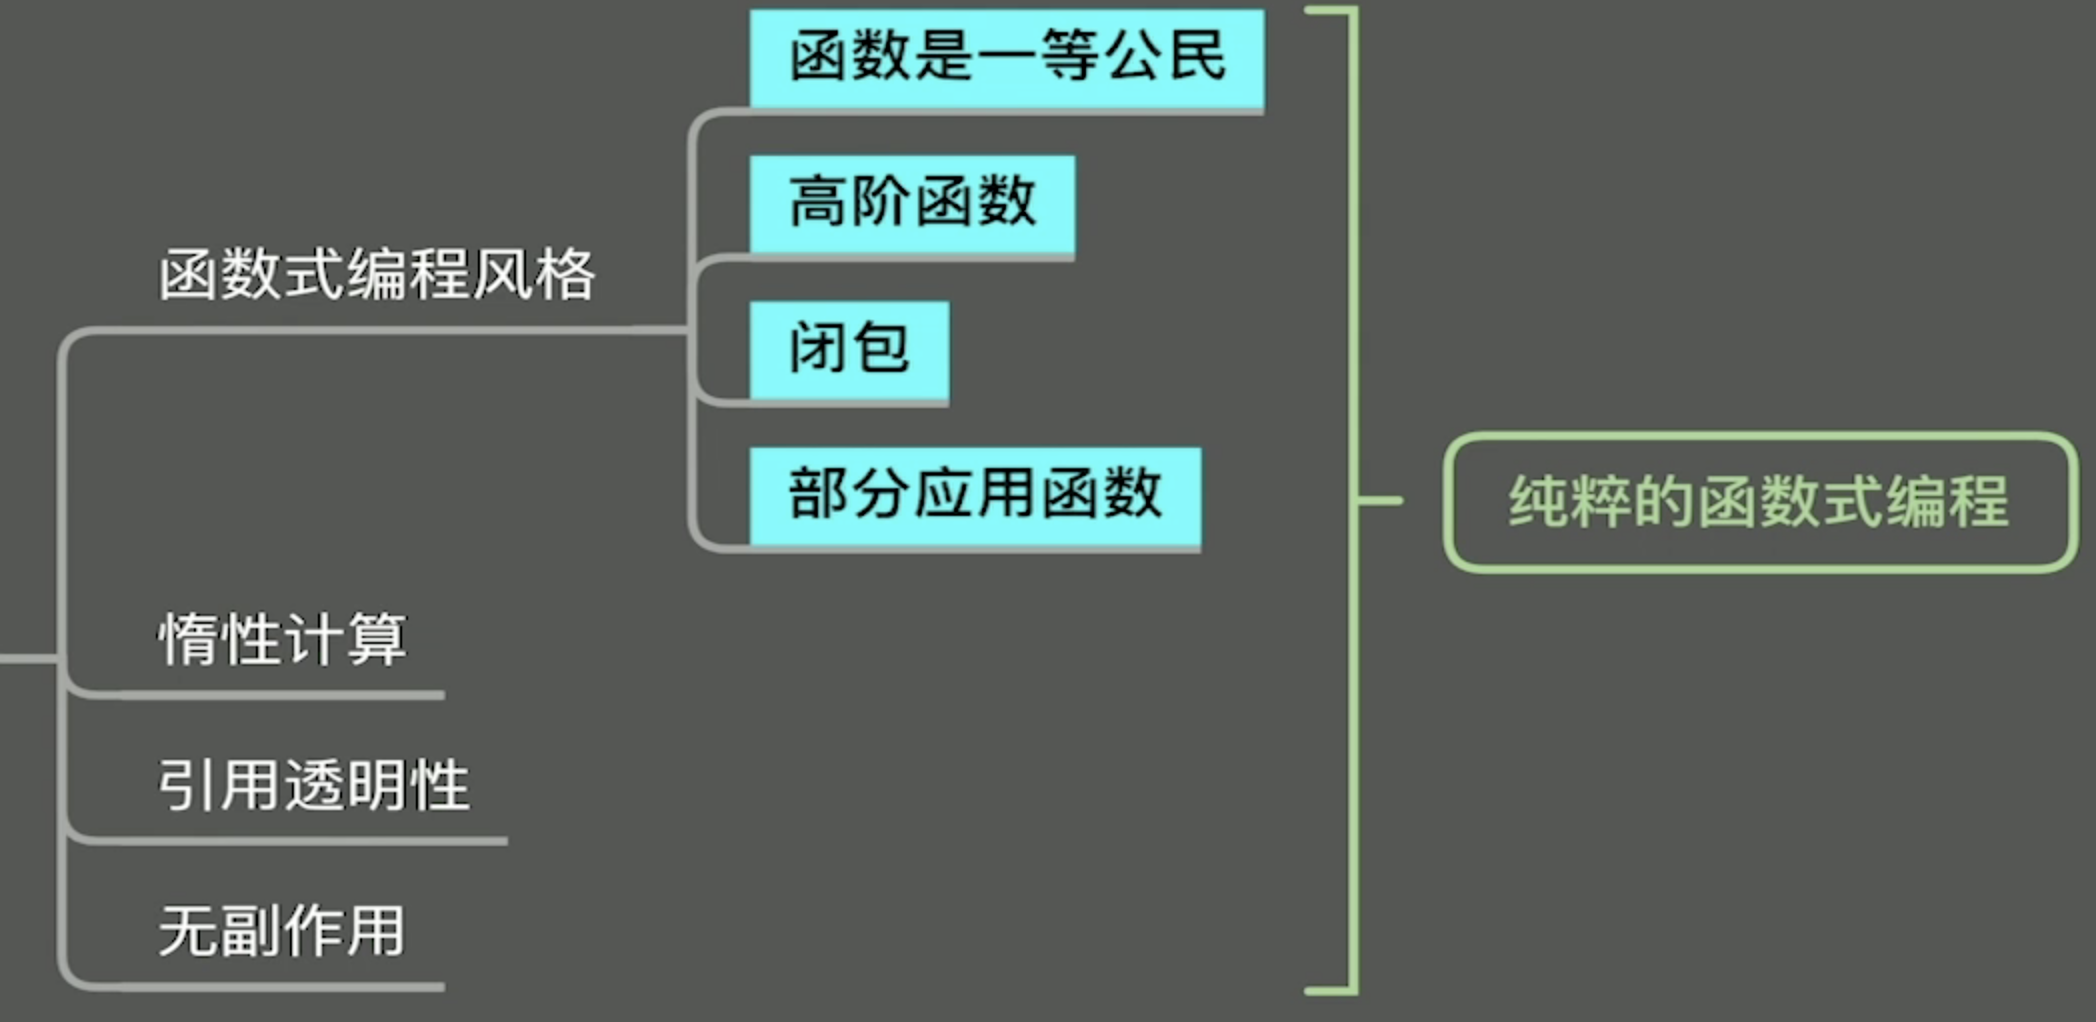 函数是一等公民
高阶函数
函数式编程风格
闭包
部分应用函数
纯粹的函数式编程
惰性计算
引用透明性
无副作用